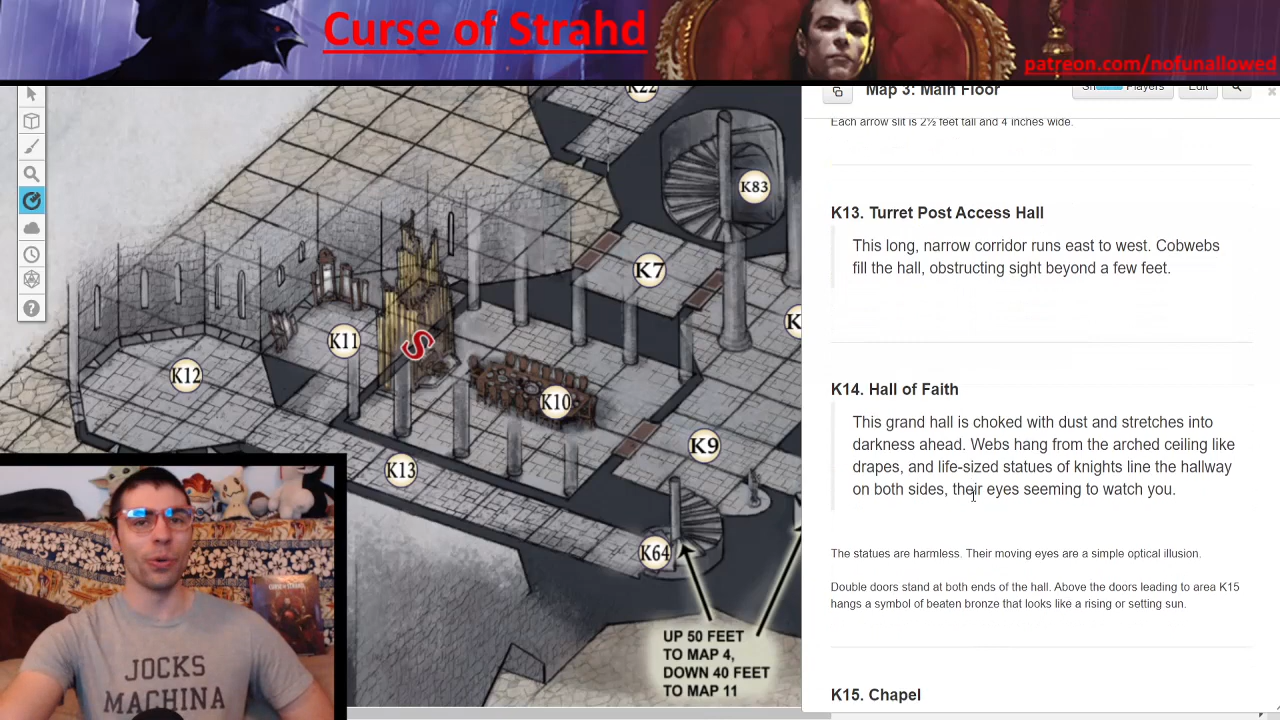 Curse of Strahd
patreon.com/nofunallowed
Map 3: Main Floor
Edit
Each arrow slit is 2½ feet tall and 4 inches wide.
K13. Turret Post Access Hall
This long, narrow corridor runs east to west. Cobwebs
fill the hall, obstructing sight beyond a few feet.
K14. Hall of Faith
This grand hall is choked with dust and stretches into
darkness ahead. Webs hang from the arched ceiling like
drapes, and life-sized statues of knights line the hallway
on both sides, their eyes seeming to watch you.
The statues are harmless. Their moving eyes are a simple optical illusion.
Double doors stand at both ends of the hall. Above the doors leading to area K15
hangs a symbol of beaten bronze that looks like a rising or setting sun.
K15. Chapel
K22
K83
K7
K
K11
S
K12
K10
K9
K13
K64
UP 50 FEET
TO MAP 4,
DOWN 40 FEET
TO MAP 11
JOCKS
MACHINA